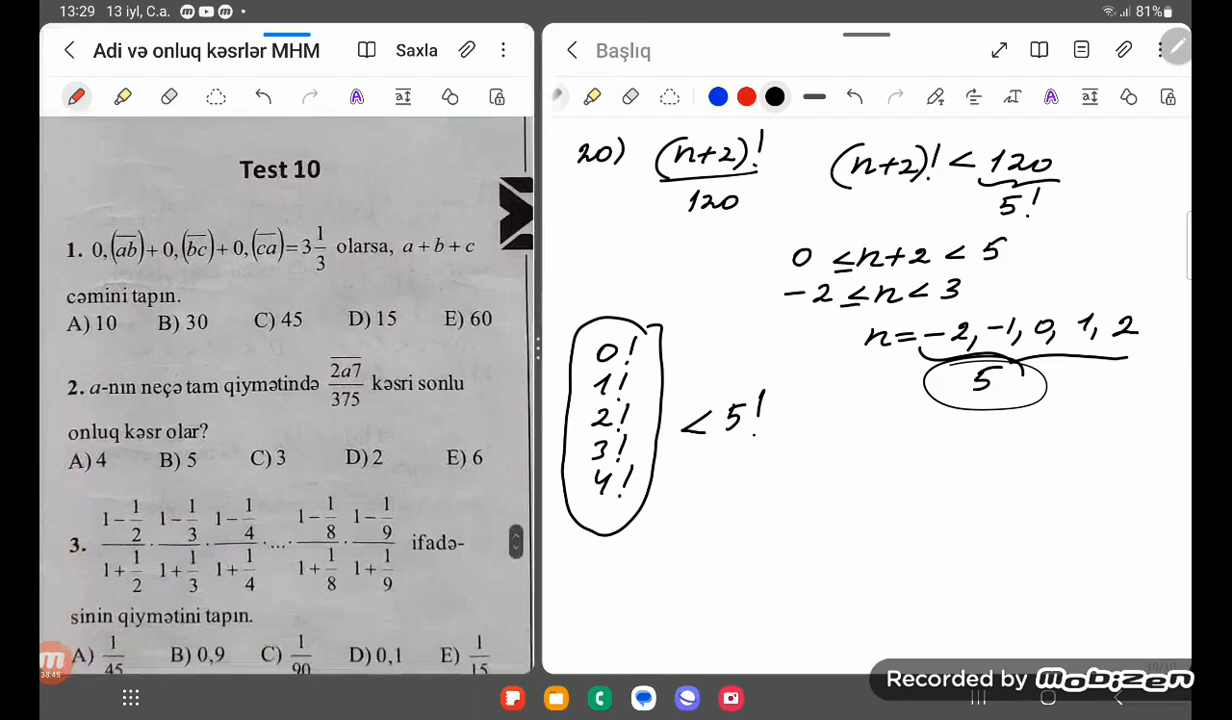 13:29 13 iyl, C.a. 81%
Adi və onluq kəsrlər MHM Saxla
Başlıq
Test 10
1. 0,(ab)+0,(bc)+0,(ca)=3 1/3 olarsa, a+b+c
cəmini tapın.
A) 10 B) 30 C) 45 D) 15 E) 60
2. a-nın neçə tam qiymətində 2a7/375 kəsri sonlu
onluq kəsr olar?
A) 4 B) 5 C) 3 D) 2 E) 6
3. (1-1/2)/(1+1/2) · (1-1/3)/(1+1/3) · (1-1/4)/(1+1/4) · ... · (1-1/8)/(1+1/8) · (1-1/9)/(1+1/9) ifadə-
sinin qiymətini tapın.
A) 1/45 B) 0,9 C) 1/90 D) 0,1 E) 1/15
38:45
20) (n+2)!/120 (n+2)! < 120
5!
0 ≤ n+2 < 5
-2 ≤ n < 3
n = -2, -1, 0, 1, 2
5
0!
1!
2!
3!
4!
< 5!
Recorded by mobizen